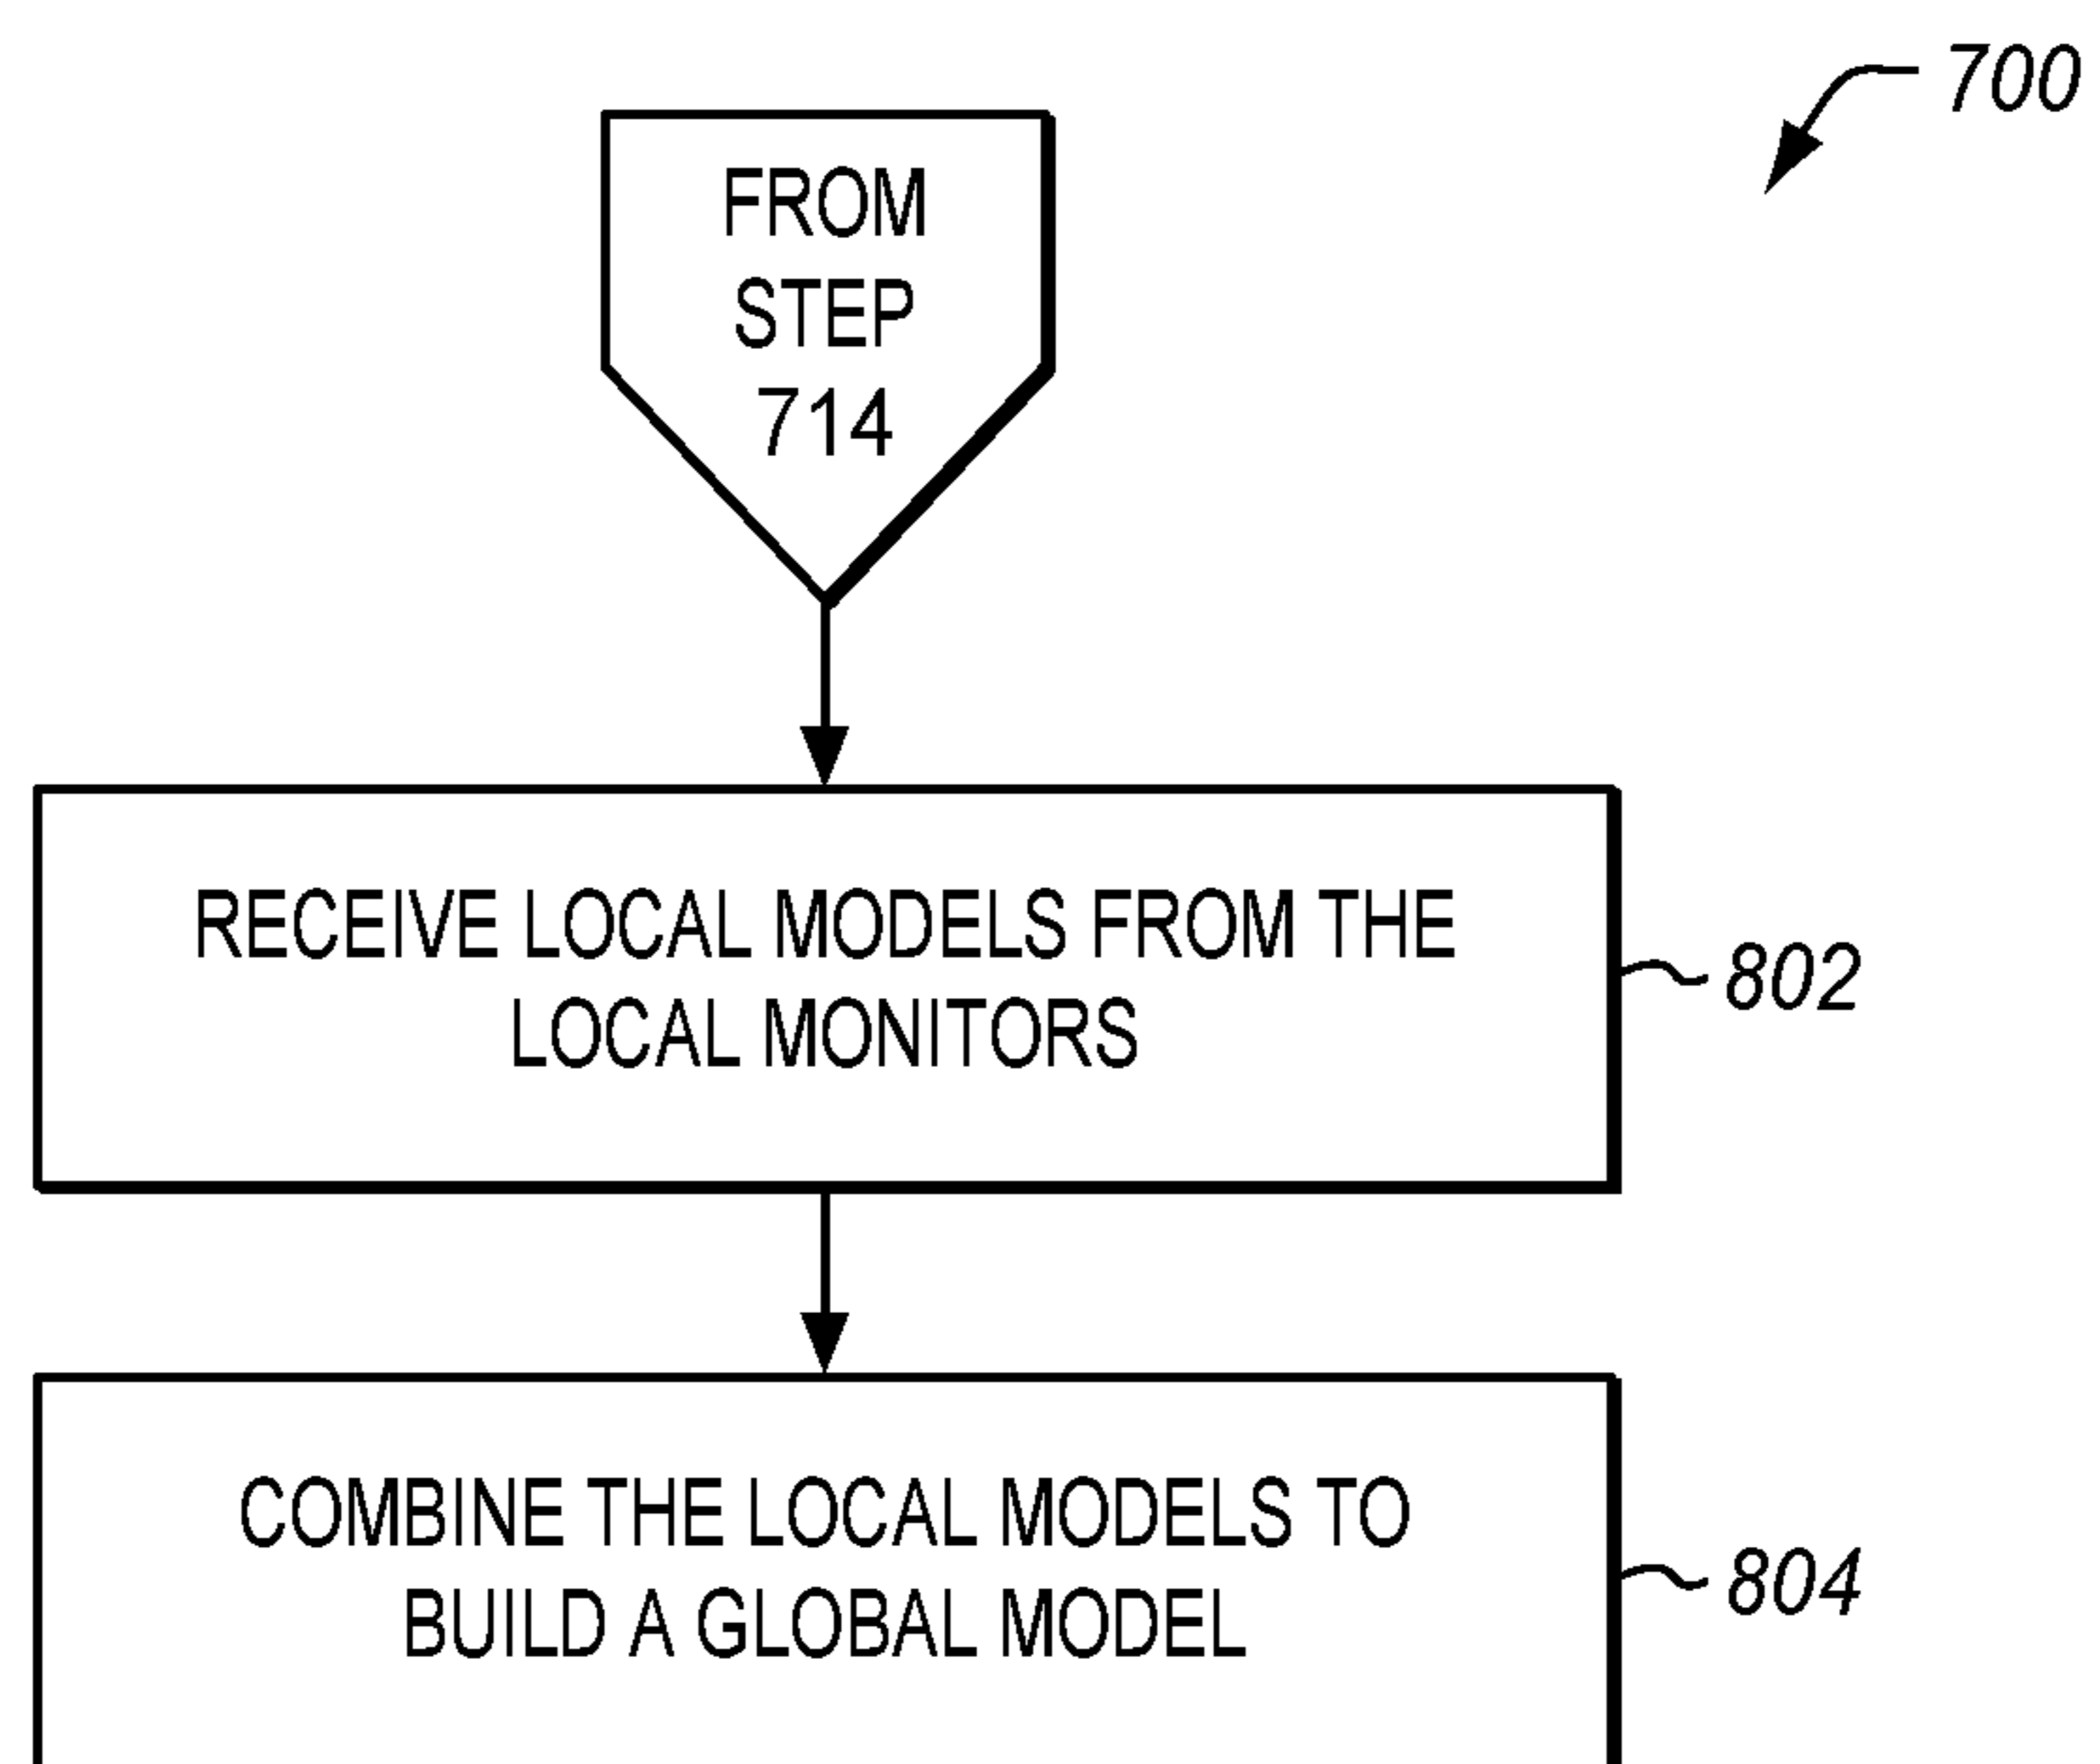 700
FROM
STEP
714
RECEIVE LOCAL MODELS FROM THE
LOCAL MONITORS
802
COMBINE THE LOCAL MODELS TO
BUILD A GLOBAL MODEL
804